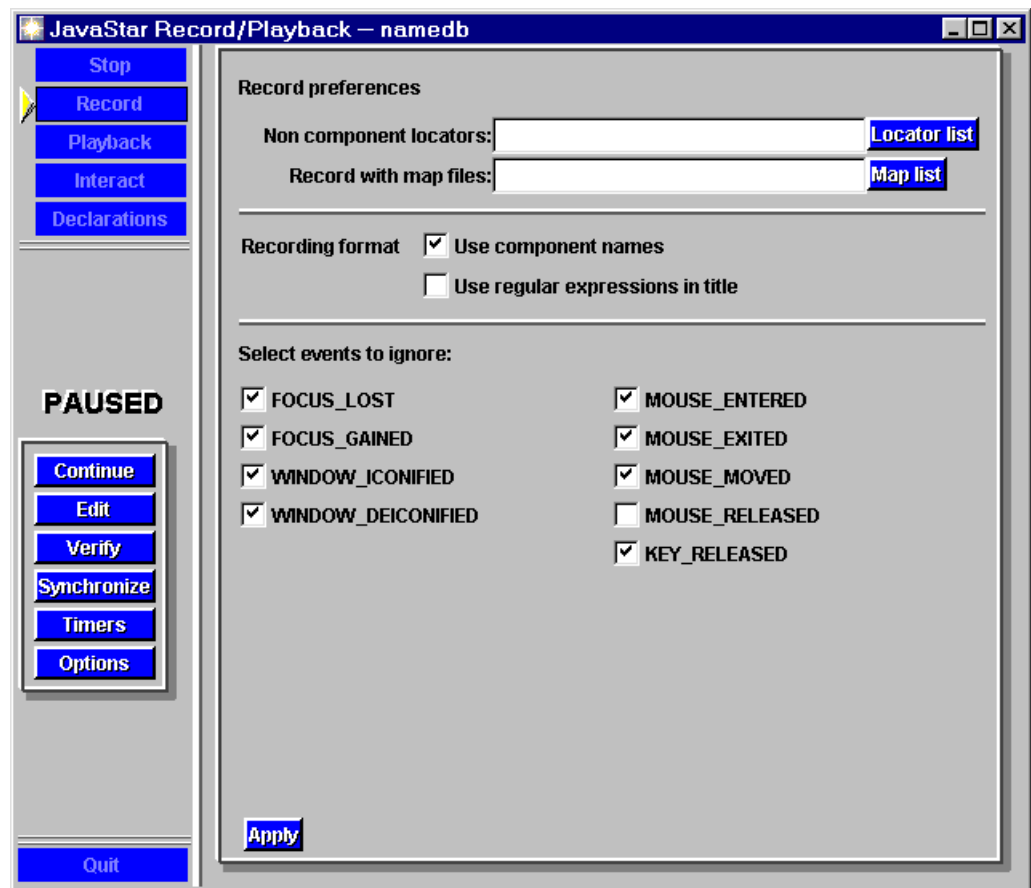 JavaStar Record/Playback – namedb
Stop
Record
Playback
Interact
Declarations
PAUSED
Continue
Edit
Verify
Synchronize
Timers
Options
Quit
Record preferences
Non component locators: Locator list
Record with map files: Map list
Recording format Use component names
Use regular expressions in title
Select events to ignore:
FOCUS_LOST MOUSE_ENTERED
FOCUS_GAINED MOUSE_EXITED
WINDOW_ICONIFIED MOUSE_MOVED
WINDOW_DEICONIFIED MOUSE_RELEASED
KEY_RELEASED
Apply